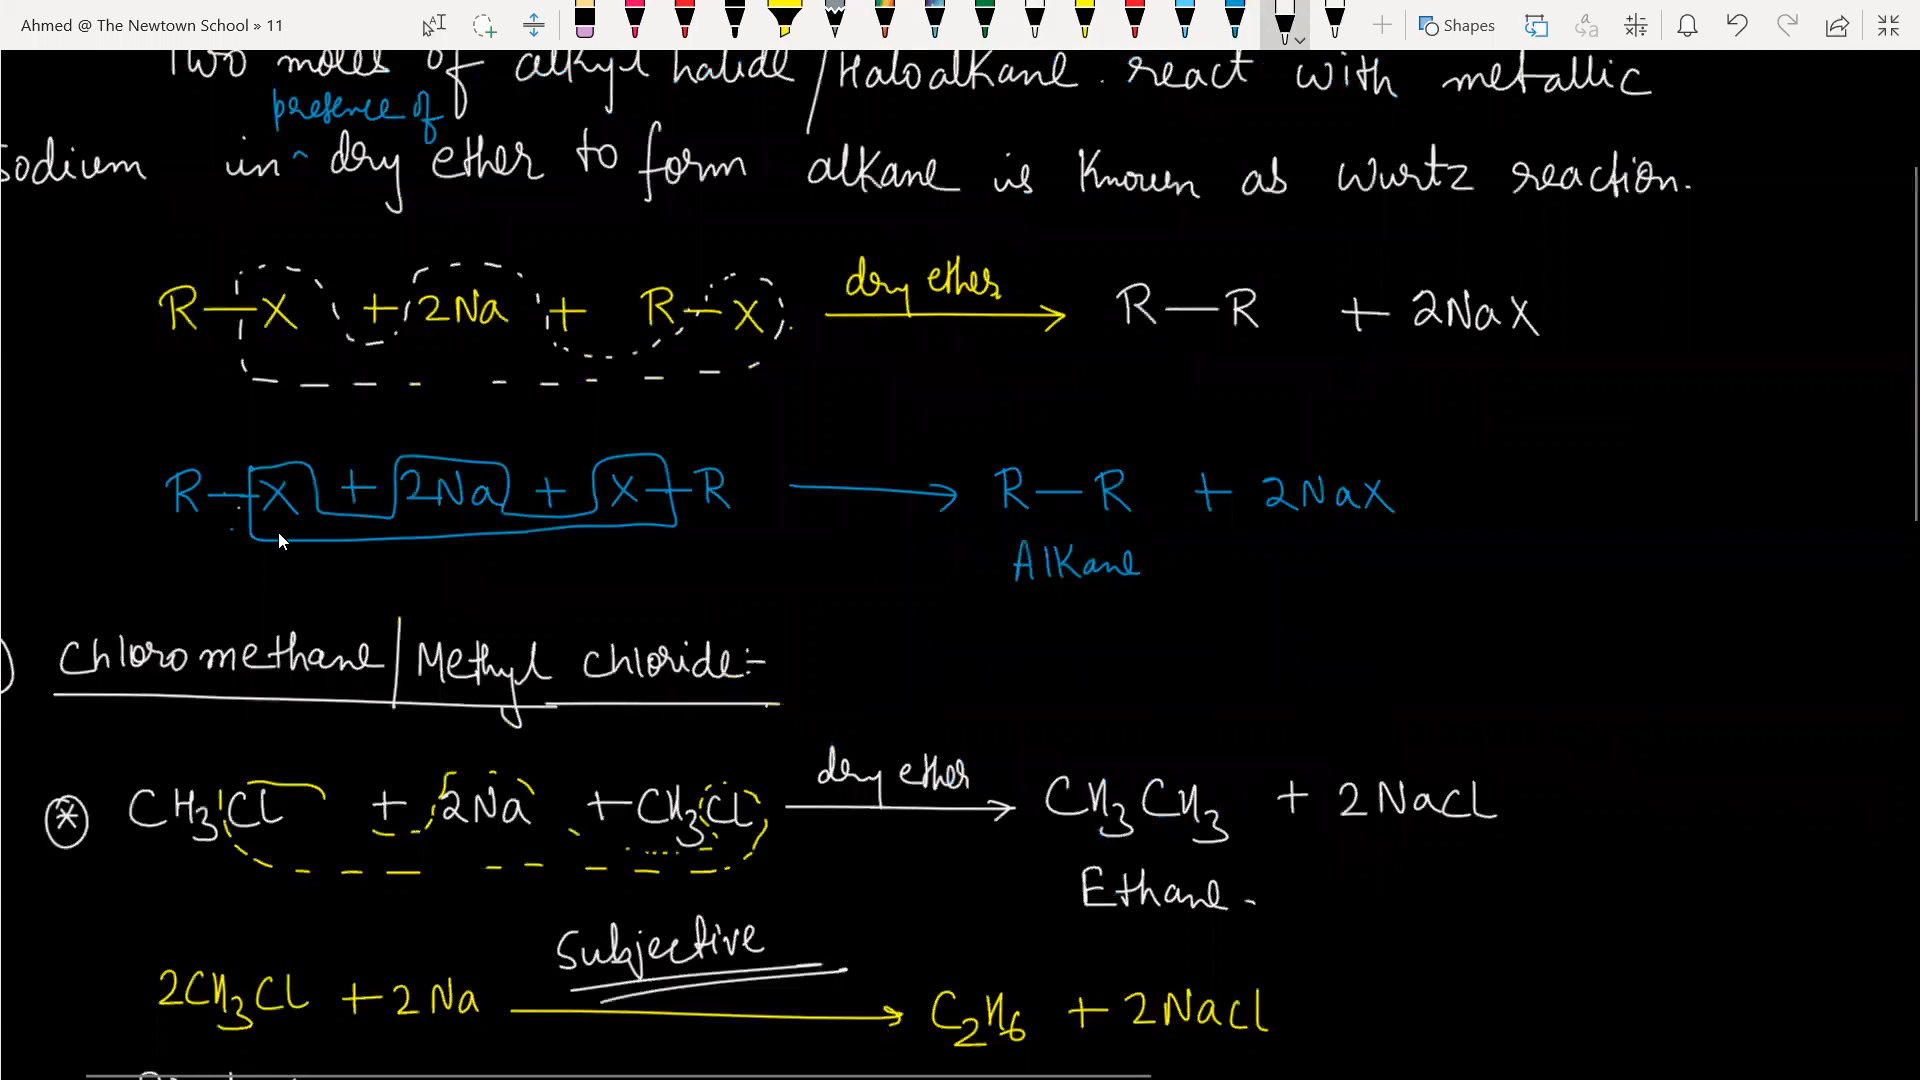 Ahmed @ The Newtown School » 11
Shapes
Two moles of alkyl halide/Haloalkane react with metallic
presence of
sodium in ^ dry ether to form alkane is known as wurtz reaction.
R—X + 2Na + R—X dry ether → R—R + 2NaX
R—X + 2Na + X—R → R—R + 2NaX
Alkane
) Chloromethane/Methyl chloride:-
* CH3Cl + 2Na + CH3Cl dry ether → CH3CH3 + 2NaCl
Ethane.
Subjective
2CH3Cl + 2Na → C2H6 + 2NaCl